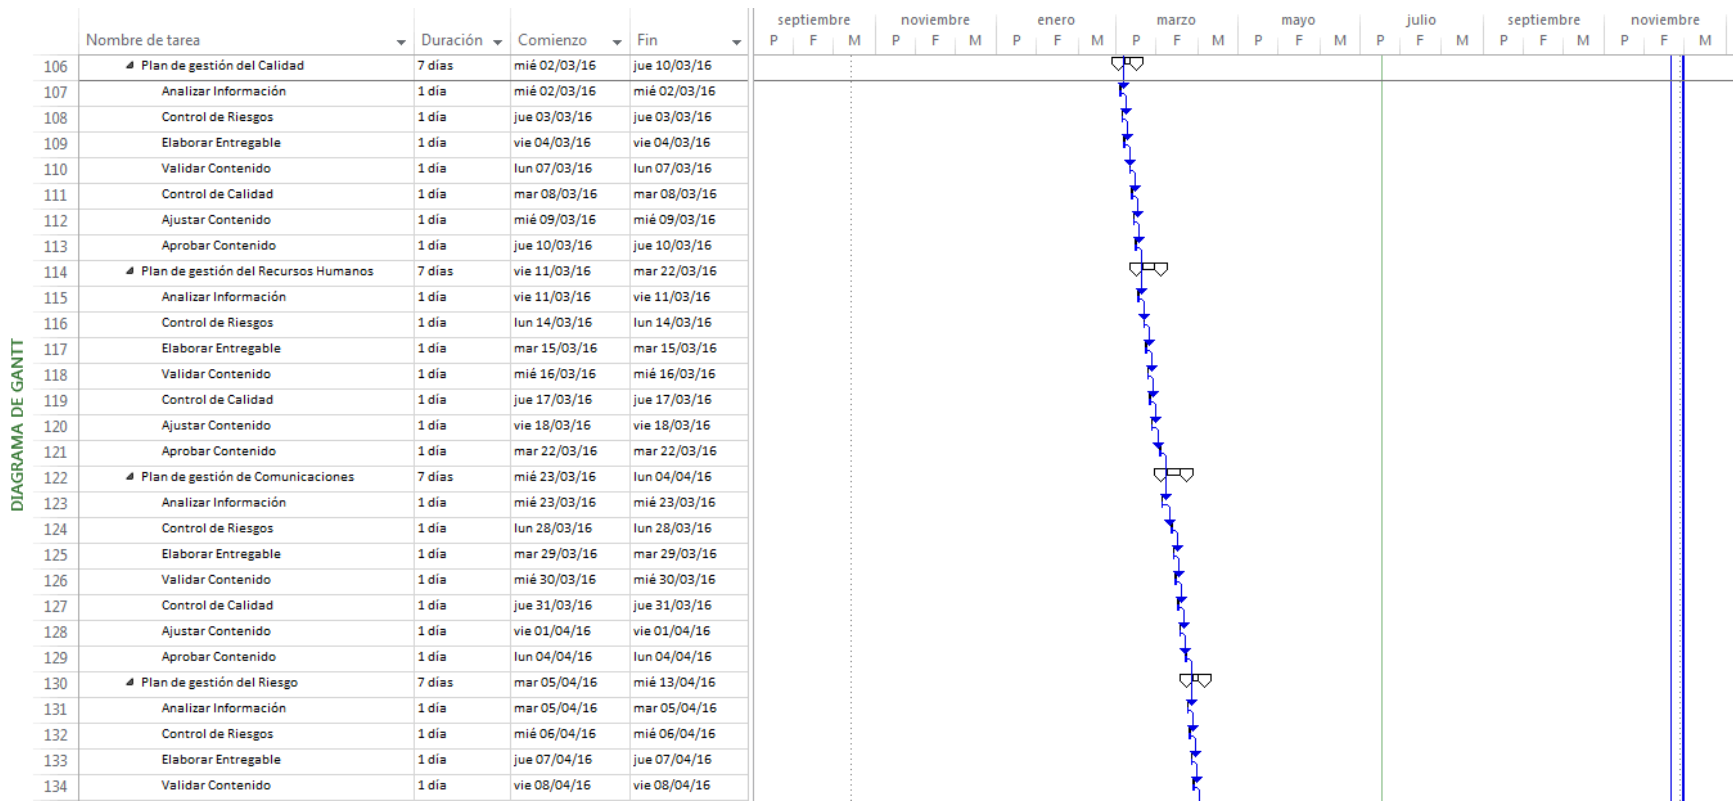 septiembre noviembre enero marzo mayo julio septiembre noviembre
Nombre de tarea Duración Comienzo Fin P F M P F M P F M P F M P F M P F M P F M P F M
106 Plan de gestión del Calidad 7 días mié 02/03/16 jue 10/03/16
107 Analizar Información 1 día mié 02/03/16 mié 02/03/16
108 Control de Riesgos 1 día jue 03/03/16 jue 03/03/16
109 Elaborar Entregable 1 día vie 04/03/16 vie 04/03/16
110 Validar Contenido 1 día lun 07/03/16 lun 07/03/16
111 Control de Calidad 1 día mar 08/03/16 mar 08/03/16
112 Ajustar Contenido 1 día mié 09/03/16 mié 09/03/16
113 Aprobar Contenido 1 día jue 10/03/16 jue 10/03/16
114 Plan de gestión del Recursos Humanos 7 días vie 11/03/16 mar 22/03/16
115 Analizar Información 1 día vie 11/03/16 vie 11/03/16
116 Control de Riesgos 1 día lun 14/03/16 lun 14/03/16
117 Elaborar Entregable 1 día mar 15/03/16 mar 15/03/16
118 Validar Contenido 1 día mié 16/03/16 mié 16/03/16
119 Control de Calidad 1 día jue 17/03/16 jue 17/03/16
120 Ajustar Contenido 1 día vie 18/03/16 vie 18/03/16
121 Aprobar Contenido 1 día mar 22/03/16 mar 22/03/16
122 Plan de gestión de Comunicaciones 7 días mié 23/03/16 lun 04/04/16
123 Analizar Información 1 día mié 23/03/16 mié 23/03/16
124 Control de Riesgos 1 día lun 28/03/16 lun 28/03/16
125 Elaborar Entregable 1 día mar 29/03/16 mar 29/03/16
126 Validar Contenido 1 día mié 30/03/16 mié 30/03/16
127 Control de Calidad 1 día jue 31/03/16 jue 31/03/16
128 Ajustar Contenido 1 día vie 01/04/16 vie 01/04/16
129 Aprobar Contenido 1 día lun 04/04/16 lun 04/04/16
130 Plan de gestión del Riesgo 7 días mar 05/04/16 mié 13/04/16
131 Analizar Información 1 día mar 05/04/16 mar 05/04/16
132 Control de Riesgos 1 día mié 06/04/16 mié 06/04/16
133 Elaborar Entregable 1 día jue 07/04/16 jue 07/04/16
134 Validar Contenido 1 día vie 08/04/16 vie 08/04/16
DIAGRAMA DE GANTT